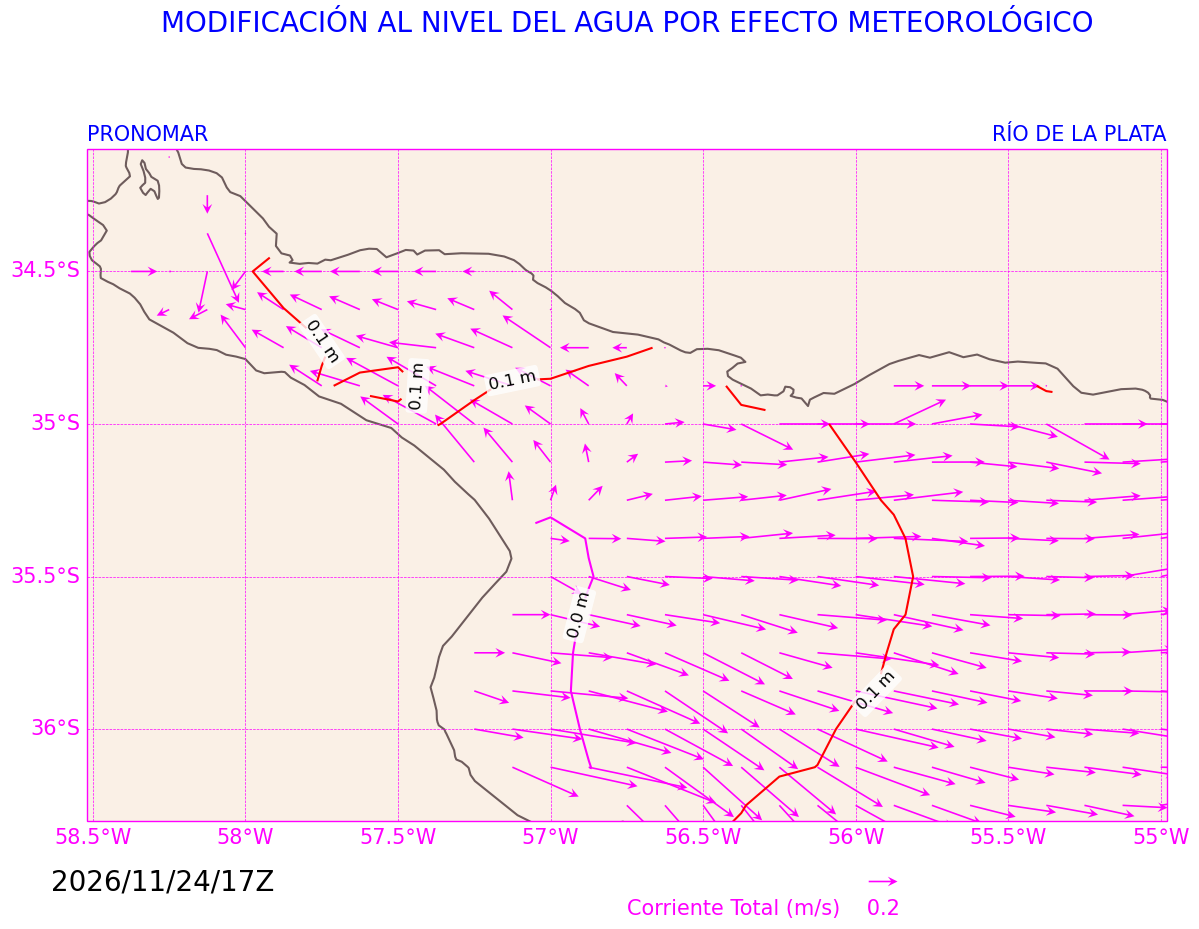 MODIFICACIÓN AL NIVEL DEL AGUA POR EFECTO METEOROLÓGICO
PRONOMAR
RÍO DE LA PLATA
34.5°S
35°S
35.5°S
36°S
0.1 m
0.1 m
0.1 m
0.0 m
0.1 m
58.5°W
58°W
57.5°W
57°W
56.5°W
56°W
55.5°W
55°W
2026/11/24/17Z
Corriente Total (m/s)
0.2